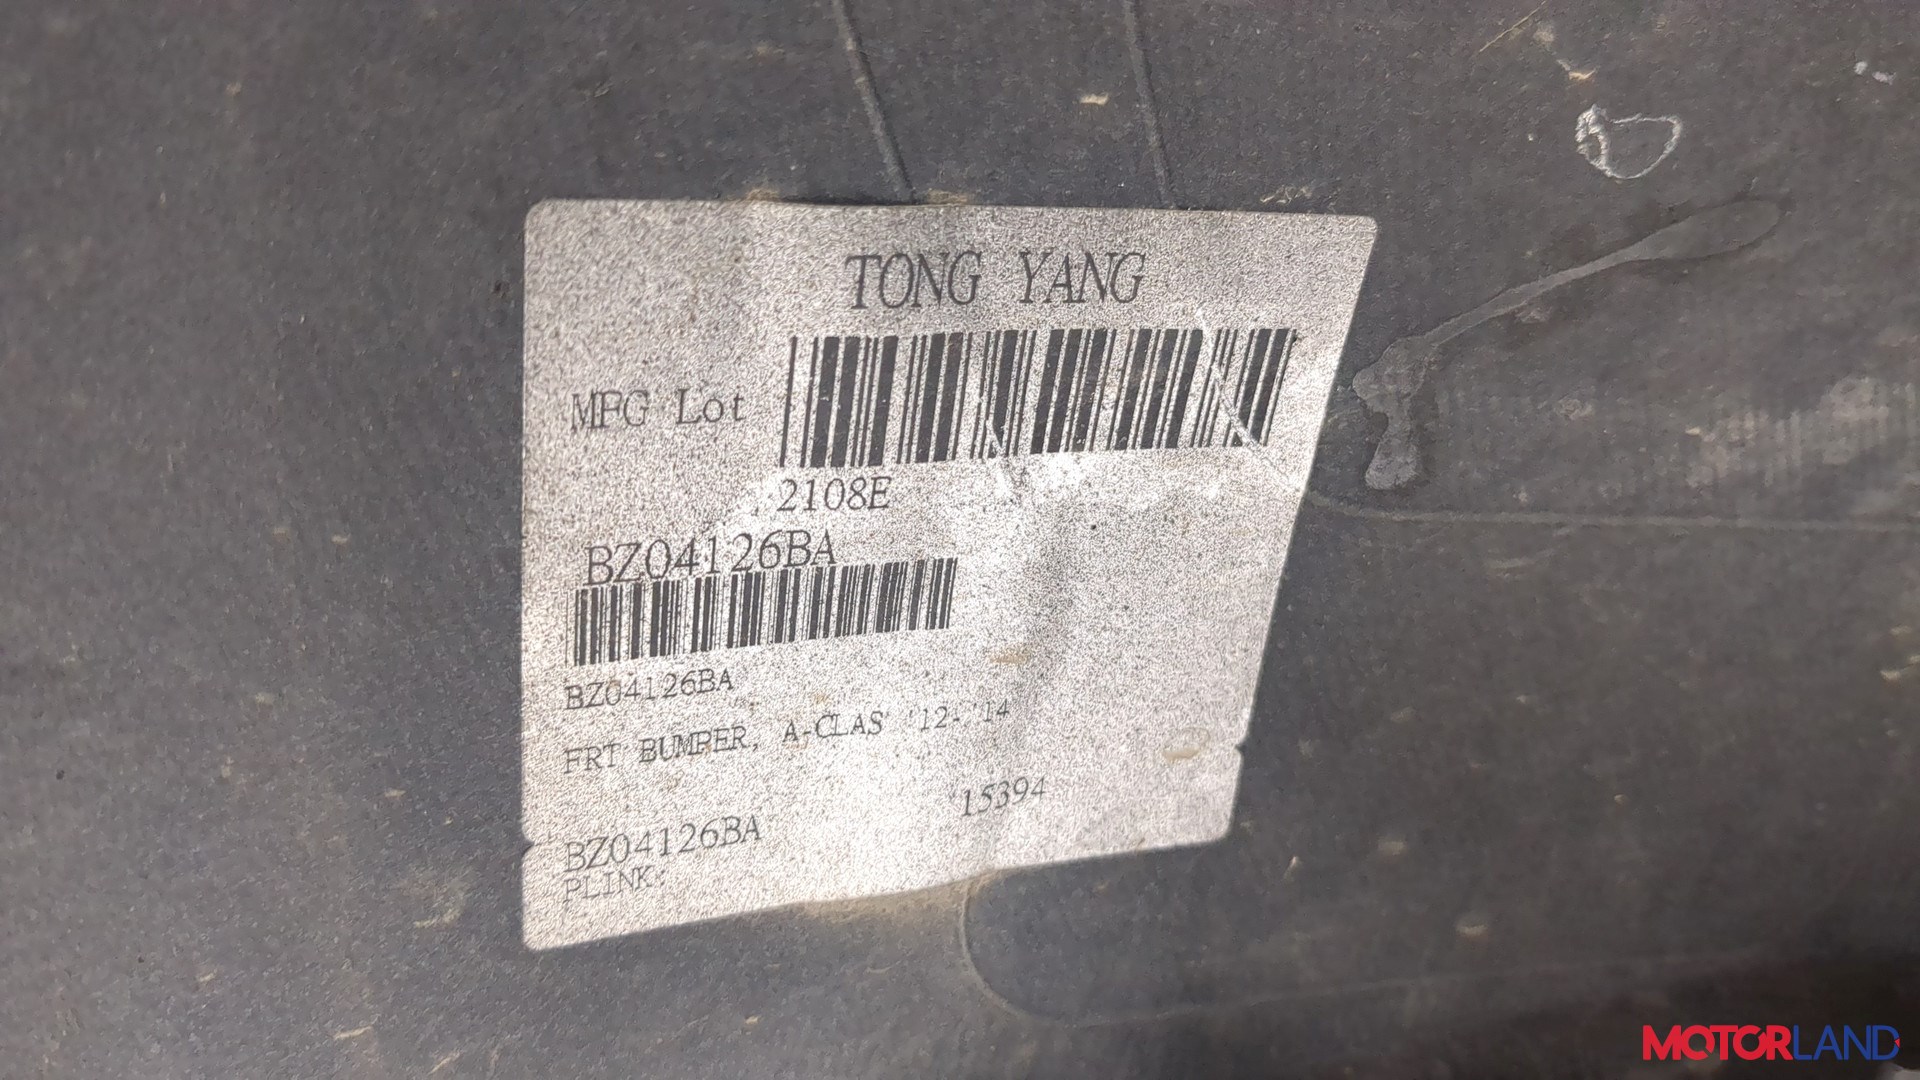 TONG YANG
MFG Lot
2108E
BZ04126BA
BZ04126BA
FRT BUMPER, A-CLAS '12-'14
15394
BZ04126BA
PLINK:
MOTORLAND